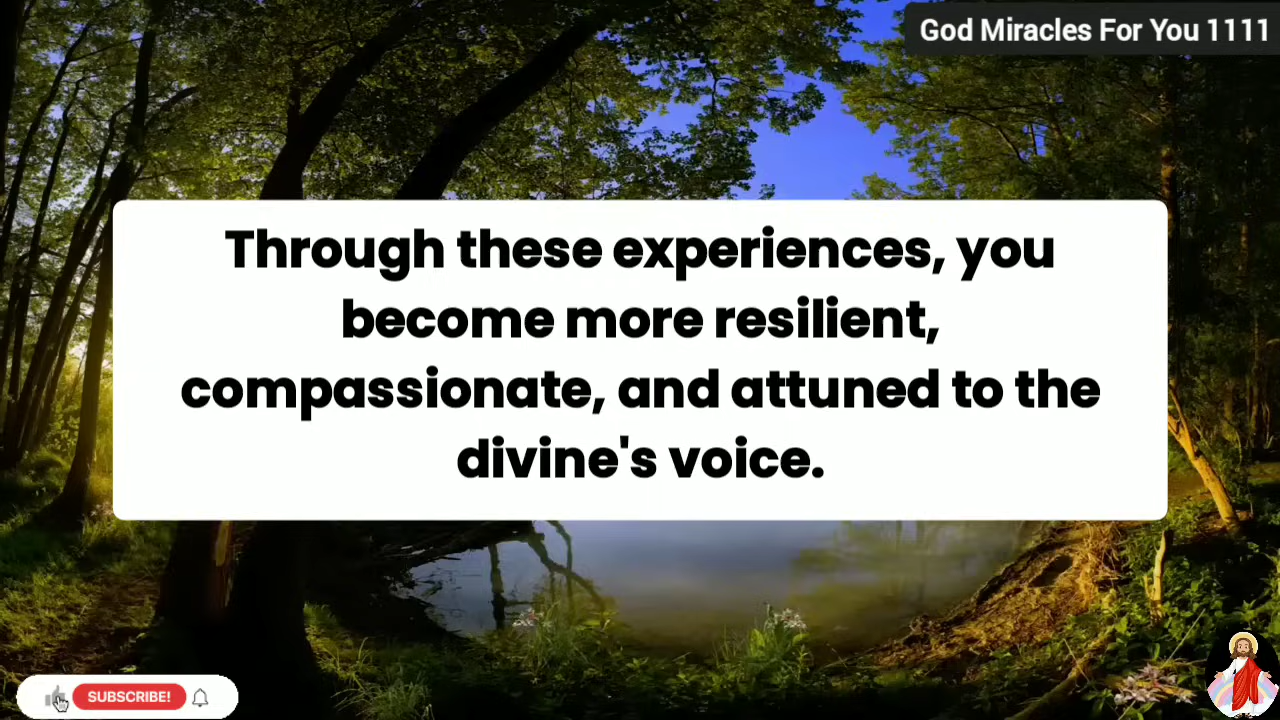 God Miracles For You 1111
Through these experiences, you
become more resilient,
compassionate, and attuned to the
divine's voice.
SUBSCRIBE!